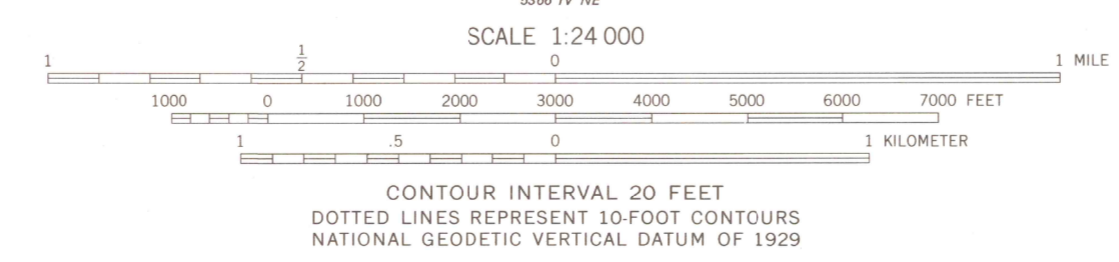 SCALE 1:24 000
1 1/2 0 1 MILE
1000 0 1000 2000 3000 4000 5000 6000 7000 FEET
1 .5 0 1 KILOMETER
CONTOUR INTERVAL 20 FEET
DOTTED LINES REPRESENT 10-FOOT CONTOURS
NATIONAL GEODETIC VERTICAL DATUM OF 1929